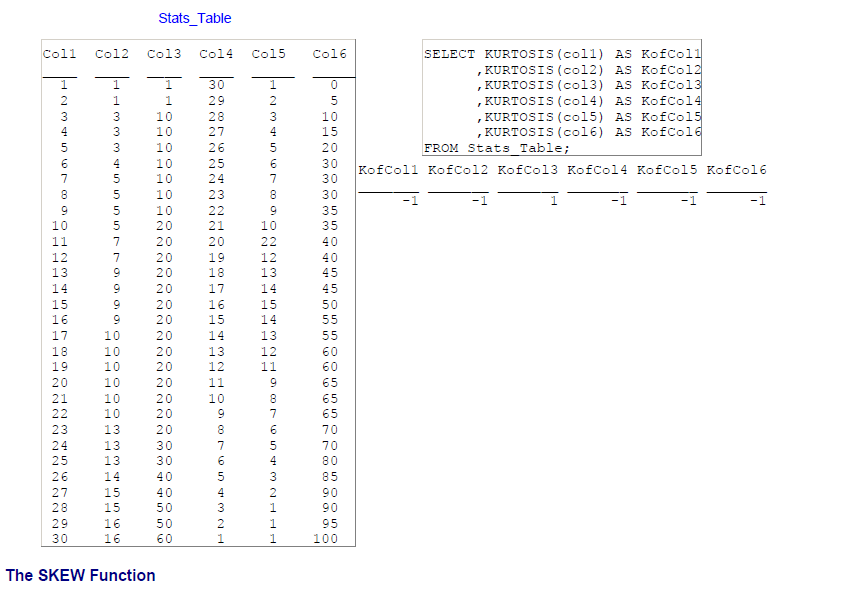 Stats_Table
Col1 Col2 Col3 Col4 Col5 Col6
1 1 1 30 1 0
2 1 1 29 2 5
3 3 10 28 3 10
4 3 10 27 4 15
5 3 10 26 5 20
6 4 10 25 6 30
7 5 10 24 7 30
8 5 10 23 8 30
9 5 10 22 9 35
10 5 20 21 10 35
11 7 20 20 22 40
12 7 20 19 12 40
13 9 20 18 13 45
14 9 20 17 14 45
15 9 20 16 15 50
16 9 20 15 14 55
17 10 20 14 13 55
18 10 20 13 12 60
19 10 20 12 11 60
20 10 20 11 9 65
21 10 20 10 8 65
22 10 20 9 7 65
23 13 20 8 6 70
24 13 30 7 5 70
25 13 30 6 4 80
26 14 40 5 3 85
27 15 40 4 2 90
28 15 50 3 1 90
29 16 50 2 1 95
30 16 60 1 1 100
SELECT KURTOSIS(col1) AS KofCol1
,KURTOSIS(col2) AS KofCol2
,KURTOSIS(col3) AS KofCol3
,KURTOSIS(col4) AS KofCol4
,KURTOSIS(col5) AS KofCol5
,KURTOSIS(col6) AS KofCol6
FROM Stats_Table;
KofCol1 KofCol2 KofCol3 KofCol4 KofCol5 KofCol6
-1 -1 1 -1 -1 -1
The SKEW Function